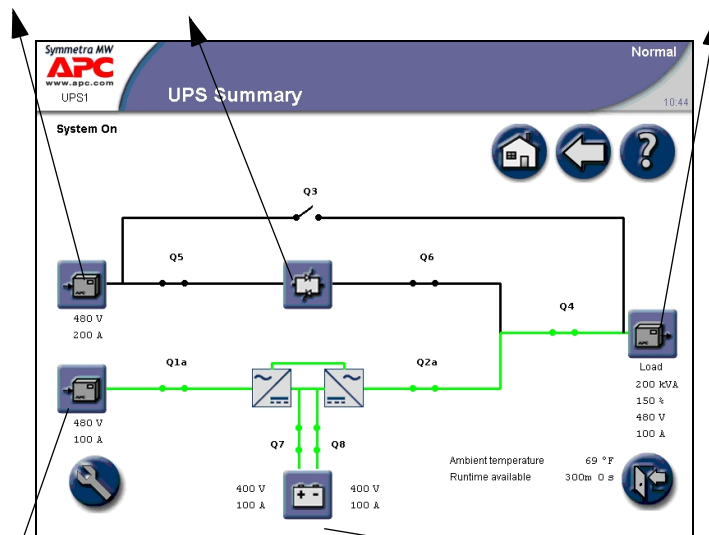 Symmetra MW
APC
www.apc.com
UPS1
UPS Summary
Normal
10:44
System On
?
Q3
Q5
Q6
480 V
200 A
Q4
Q1a
Q2a
480 V
100 A
Load
200 kVA
150 %
480 V
100 A
Q7
Q8
Ambient temperature 69 °F
Runtime available 300m 0 s
400 V
100 A
400 V
100 A